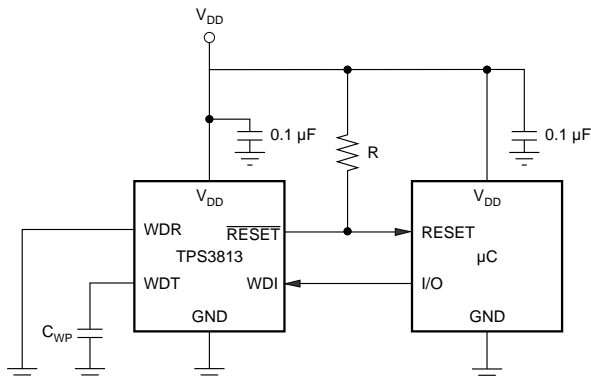 VDD
0.1 µF
R
0.1 µF
VDD
VDD
WDR
RESET
RESET
TPS3813
µC
WDT
WDI
I/O
GND
GND
CWP